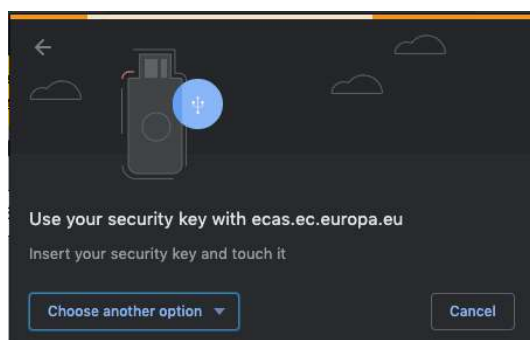 Use your security key with ecas.ec.europa.eu
Insert your security key and touch it
Choose another option
Cancel